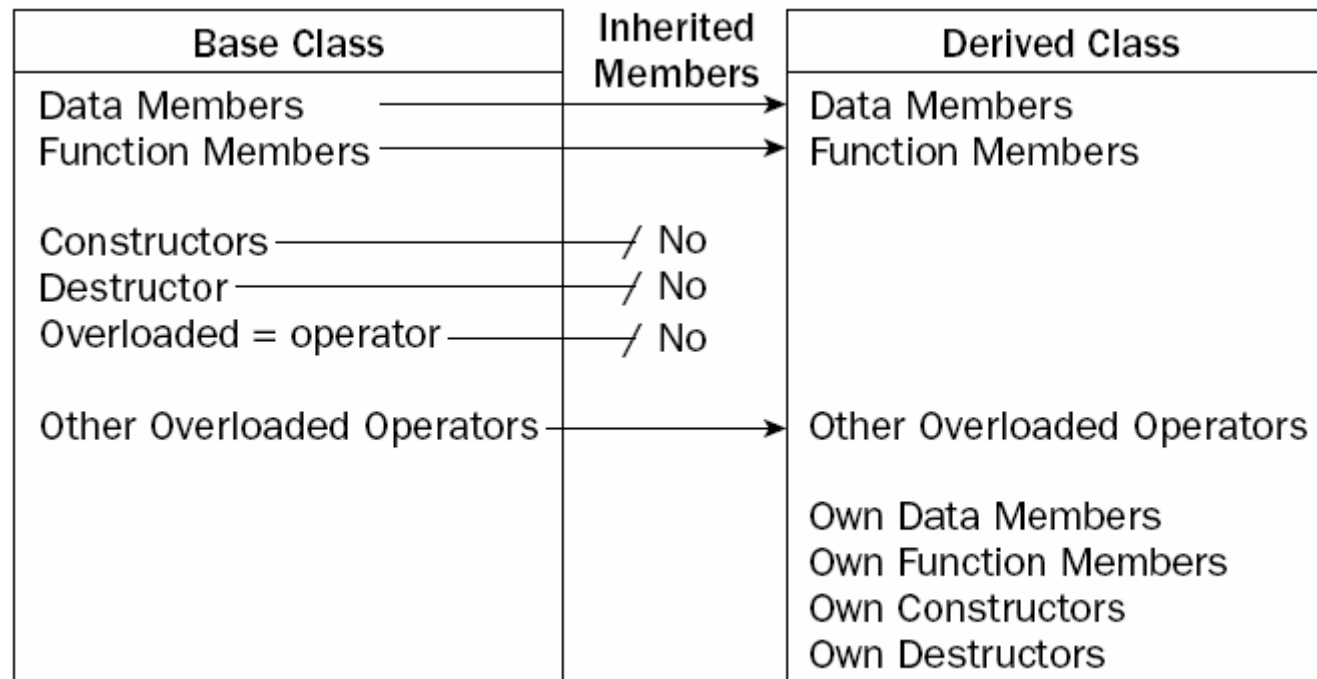 Base Class
Inherited
Members
Derived Class
Data Members
Data Members
Function Members
Function Members
Constructors
/ No
Destructor
/ No
Overloaded = operator
/ No
Other Overloaded Operators
Other Overloaded Operators
Own Data Members
Own Function Members
Own Constructors
Own Destructors